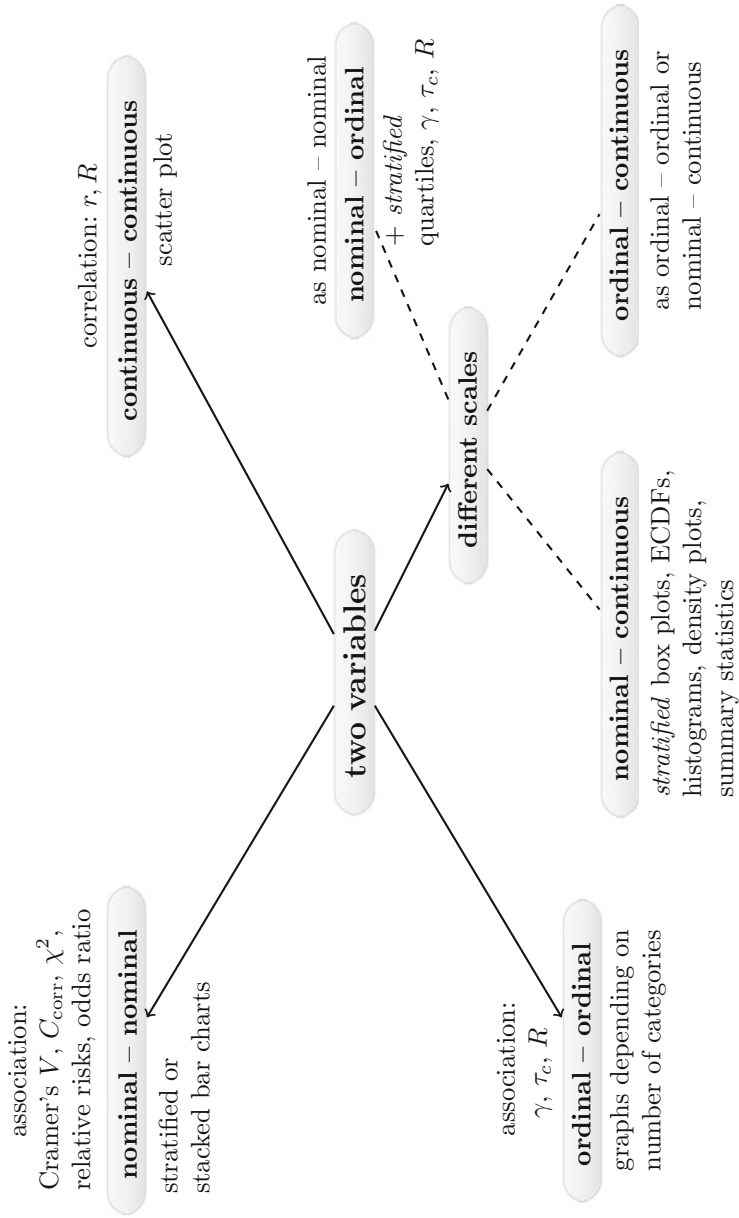 association:
Cramer's V, C_corr, χ²,
relative risks, odds ratio
nominal – nominal
stratified or
stacked bar charts
correlation: r, R
continuous – continuous
scatter plot
two variables
as nominal – nominal
nominal – ordinal
+ stratified
quartiles, γ, τ_c, R
different scales
association:
γ, τ_c, R
ordinal – ordinal
graphs depending on
number of categories
nominal – continuous
stratified box plots, ECDFs,
histograms, density plots,
summary statistics
ordinal – continuous
as ordinal – ordinal or
nominal – continuous